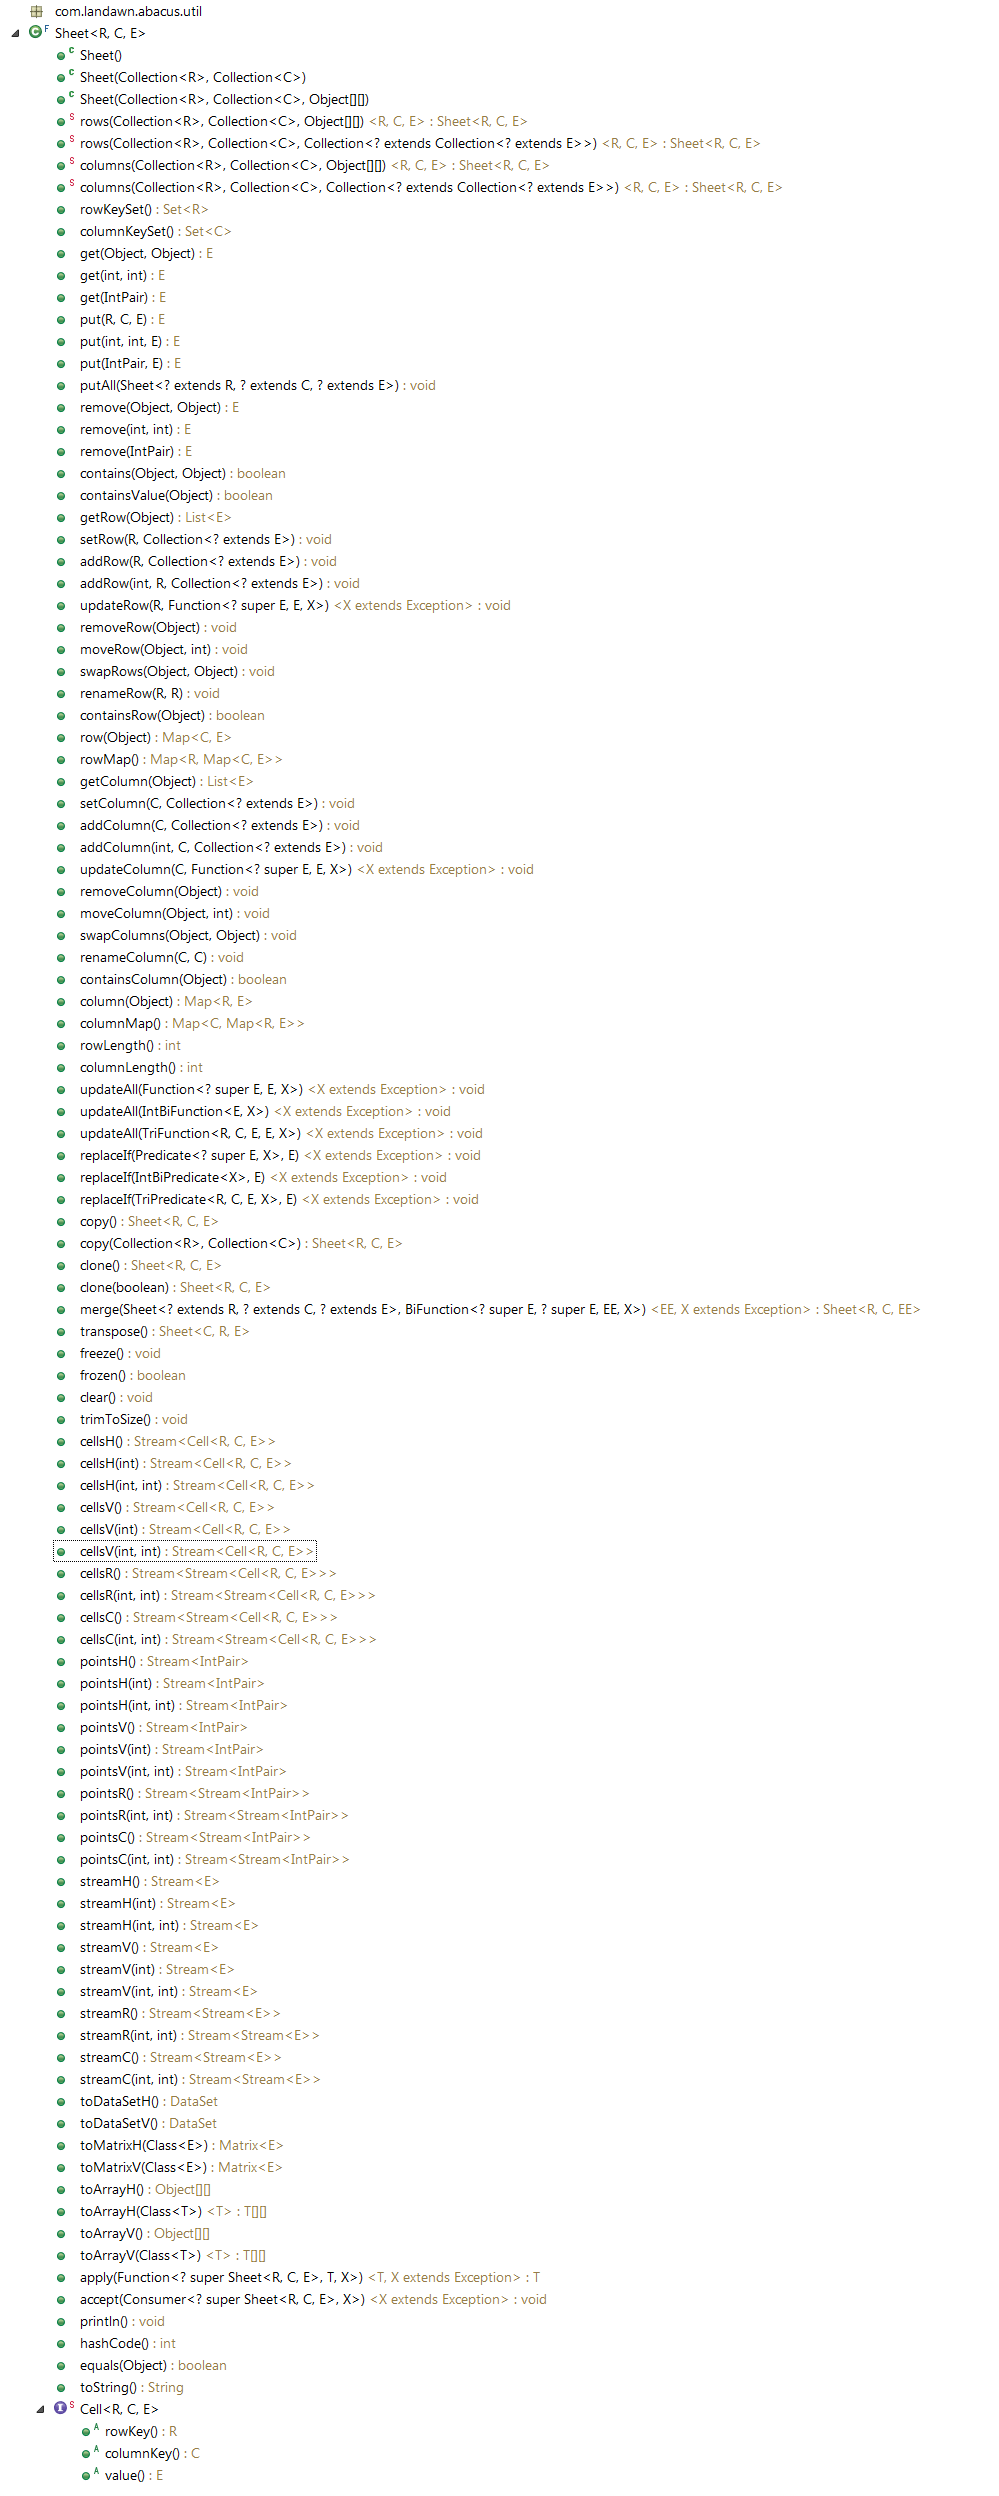 com.landawn.abacus.util
F Sheet<R, C, E>
C Sheet()
C Sheet(Collection<R>, Collection<C>)
C Sheet(Collection<R>, Collection<C>, Object[][])
S rows(Collection<R>, Collection<C>, Object[][]) <R, C, E> : Sheet<R, C, E>
S rows(Collection<R>, Collection<C>, Collection<? extends Collection<? extends E>>) <R, C, E> : Sheet<R, C, E>
S columns(Collection<R>, Collection<C>, Object[][]) <R, C, E> : Sheet<R, C, E>
S columns(Collection<R>, Collection<C>, Collection<? extends Collection<? extends E>>) <R, C, E> : Sheet<R, C, E>
rowKeySet() : Set<R>
columnKeySet() : Set<C>
get(Object, Object) : E
get(int, int) : E
get(IntPair) : E
put(R, C, E) : E
put(int, int, E) : E
put(IntPair, E) : E
putAll(Sheet<? extends R, ? extends C, ? extends E>) : void
remove(Object, Object) : E
remove(int, int) : E
remove(IntPair) : E
contains(Object, Object) : boolean
containsValue(Object) : boolean
getRow(Object) : List<E>
setRow(R, Collection<? extends E>) : void
addRow(R, Collection<? extends E>) : void
addRow(int, R, Collection<? extends E>) : void
updateRow(R, Function<? super E, E, X>) <X extends Exception> : void
removeRow(Object) : void
moveRow(Object, int) : void
swapRows(Object, Object) : void
renameRow(R, R) : void
containsRow(Object) : boolean
row(Object) : Map<C, E>
rowMap() : Map<R, Map<C, E>>
getColumn(Object) : List<E>
setColumn(C, Collection<? extends E>) : void
addColumn(C, Collection<? extends E>) : void
addColumn(int, C, Collection<? extends E>) : void
updateColumn(C, Function<? super E, E, X>) <X extends Exception> : void
removeColumn(Object) : void
moveColumn(Object, int) : void
swapColumns(Object, Object) : void
renameColumn(C, C) : void
containsColumn(Object) : boolean
column(Object) : Map<R, E>
columnMap() : Map<C, Map<R, E>>
rowLength() : int
columnLength() : int
updateAll(Function<? super E, E, X>) <X extends Exception> : void
updateAll(IntBiFunction<E, X>) <X extends Exception> : void
updateAll(TriFunction<R, C, E, E, X>) <X extends Exception> : void
replaceIf(Predicate<? super E, X>, E) <X extends Exception> : void
replaceIf(IntBiPredicate<X>, E) <X extends Exception> : void
replaceIf(TriPredicate<R, C, E, X>, E) <X extends Exception> : void
copy() : Sheet<R, C, E>
copy(Collection<R>, Collection<C>) : Sheet<R, C, E>
clone() : Sheet<R, C, E>
clone(boolean) : Sheet<R, C, E>
merge(Sheet<? extends R, ? extends C, ? extends E>, BiFunction<? super E, ? super E, EE, X>) <EE, X extends Exception> : Sheet<R, C, EE>
transpose() : Sheet<C, R, E>
freeze() : void
frozen() : boolean
clear() : void
trimToSize() : void
cellsH() : Stream<Cell<R, C, E>>
cellsH(int) : Stream<Cell<R, C, E>>
cellsH(int, int) : Stream<Cell<R, C, E>>
cellsV() : Stream<Cell<R, C, E>>
cellsV(int) : Stream<Cell<R, C, E>>
cellsV(int, int) : Stream<Cell<R, C, E>>
cellsR() : Stream<Stream<Cell<R, C, E>>>
cellsR(int, int) : Stream<Stream<Cell<R, C, E>>>
cellsC() : Stream<Stream<Cell<R, C, E>>>
cellsC(int, int) : Stream<Stream<Cell<R, C, E>>>
pointsH() : Stream<IntPair>
pointsH(int) : Stream<IntPair>
pointsH(int, int) : Stream<IntPair>
pointsV() : Stream<IntPair>
pointsV(int) : Stream<IntPair>
pointsV(int, int) : Stream<IntPair>
pointsR() : Stream<Stream<IntPair>>
pointsR(int, int) : Stream<Stream<IntPair>>
pointsC() : Stream<Stream<IntPair>>
pointsC(int, int) : Stream<Stream<IntPair>>
streamH() : Stream<E>
streamH(int) : Stream<E>
streamH(int, int) : Stream<E>
streamV() : Stream<E>
streamV(int) : Stream<E>
streamV(int, int) : Stream<E>
streamR() : Stream<Stream<E>>
streamR(int, int) : Stream<Stream<E>>
streamC() : Stream<Stream<E>>
streamC(int, int) : Stream<Stream<E>>
toDataSetH() : DataSet
toDataSetV() : DataSet
toMatrixH(Class<E>) : Matrix<E>
toMatrixV(Class<E>) : Matrix<E>
toArrayH() : Object[][]
toArrayH(Class<T>) <T> : T[][]
toArrayV() : Object[][]
toArrayV(Class<T>) <T> : T[][]
apply(Function<? super Sheet<R, C, E>, T, X>) <T, X extends Exception> : T
accept(Consumer<? super Sheet<R, C, E>, X>) <X extends Exception> : void
println() : void
hashCode() : int
equals(Object) : boolean
toString() : String
S Cell<R, C, E>
A rowKey() : R
A columnKey() : C
A value() : E